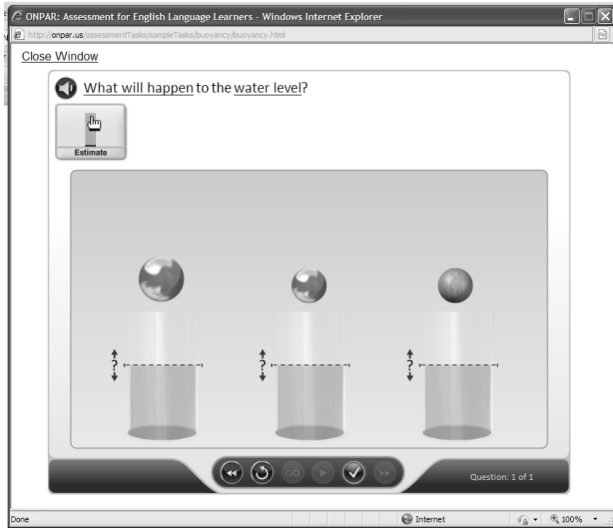 ONPAR: Assessment for English Language Learners - Windows Internet Explorer
http://onpar.us/assessmentTasks/sampleTasks/buoyancy/buoyancy.html
Close Window
What will happen to the water level?
Estimate
? ? ?
GO
Question: 1 of 1
Done Internet 100%